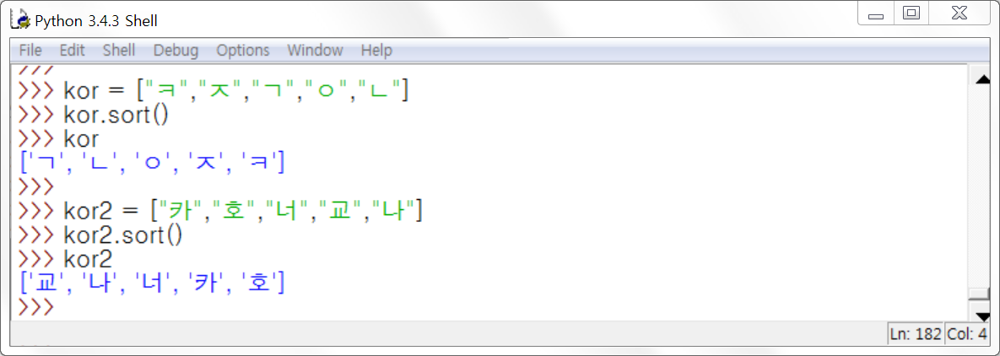 Python 3.4.3 Shell
File Edit Shell Debug Options Window Help
>>>
>>> kor = ["ㅋ","ㅈ","ㄱ","ㅇ","ㄴ"]
>>> kor.sort()
>>> kor
['ㄱ', 'ㄴ', 'ㅇ', 'ㅈ', 'ㅋ']
>>>
>>> kor2 = ["카","호","너","교","나"]
>>> kor2.sort()
>>> kor2
['교', '나', '너', '카', '호']
>>>
Ln: 182 Col: 4